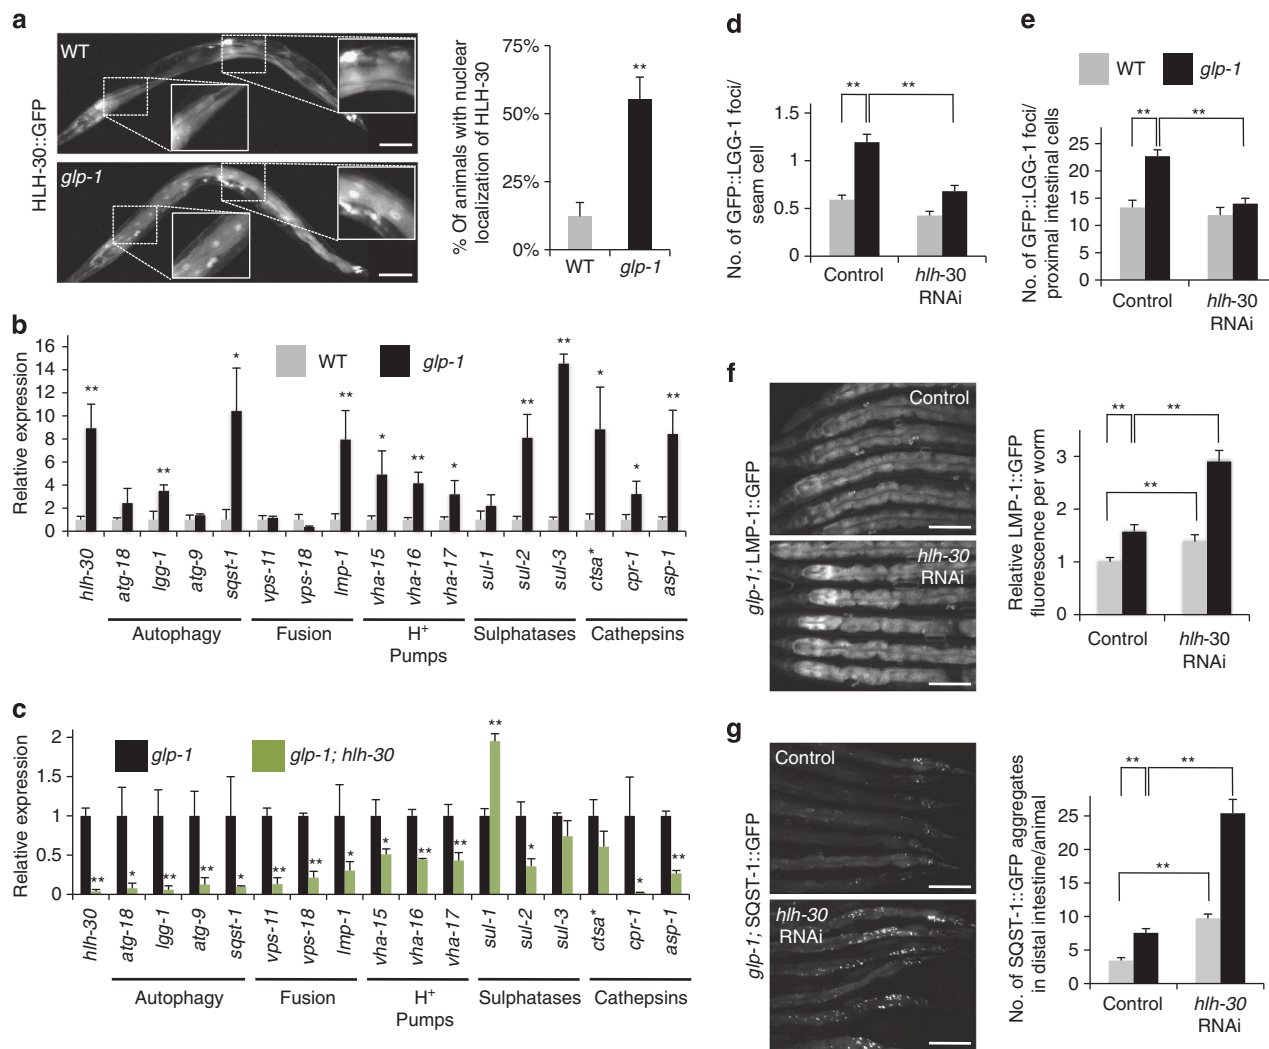 a
HLH-30::GFP
WT
glp-1
% Of animals with nuclear
localization of HLH-30
75%
50%
25%
0%
**
WT
glp-1
b
Relative expression
16
14
12
10
8
6
4
2
0
WT
glp-1
**
**
*
**
*
**
*
**
**
*
*
**
hlh-30
atg-18
lgg-1
atg-9
sqst-1
vps-11
vps-18
lmp-1
vha-15
vha-16
vha-17
sul-1
sul-2
sul-3
ctsa*
cpr-1
asp-1
Autophagy
Fusion
H+
Pumps
Sulphatases
Cathepsins
c
Relative expression
2
1.5
1
0.5
0
glp-1
glp-1; hlh-30
**
*
**
**
*
**
**
*
*
**
**
**
*
*
**
hlh-30
atg-18
lgg-1
atg-9
sqst-1
vps-11
vps-18
lmp-1
vha-15
vha-16
vha-17
sul-1
sul-2
sul-3
ctsa*
cpr-1
asp-1
Autophagy
Fusion
H+
Pumps
Sulphatases
Cathepsins
d
No. of GFP::LGG-1 foci/
seam cell
1.5
1
0.5
0
**
**
Control
hlh-30
RNAi
e
WT
glp-1
No. of GFP::LGG-1 foci/
proximal intestinal cells
25
20
15
10
5
0
**
**
Control
hlh-30
RNAi
f
glp-1; LMP-1::GFP
Control
hlh-30
RNAi
Relative LMP-1::GFP
fluorescence per worm
3
2
1
0
**
**
**
Control
hlh-30
RNAi
g
glp-1; SQST-1::GFP
Control
hlh-30
RNAi
No. of SQST-1::GFP aggregates
in distal intestine/animal
25
20
15
10
5
0
**
**
**
Control
hlh-30
RNAi